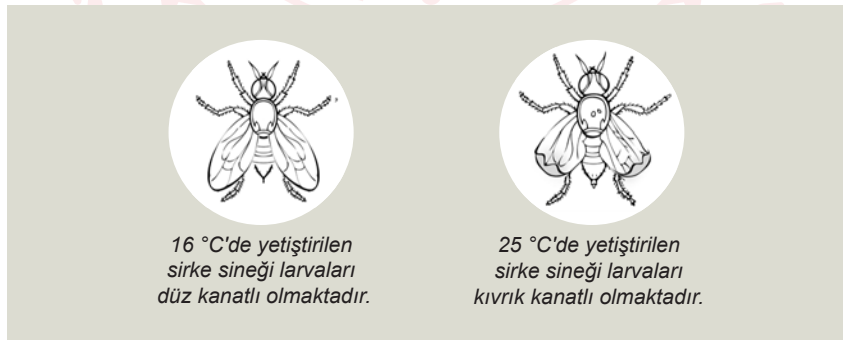 16 °C'de yetiştirilen
sirke sineği larvaları
düz kanatlı olmaktadır.
25 °C'de yetiştirilen
sirke sineği larvaları
kıvrık kanatlı olmaktadır.